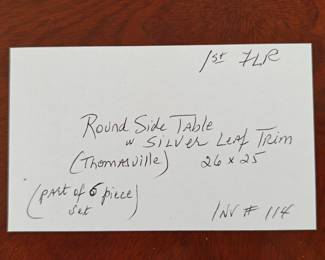 1st FLR
Round Side Table
w Silver Leaf Trim
(Thomasville) 26 x 25
(part of 6 piece
set)
INV # 114